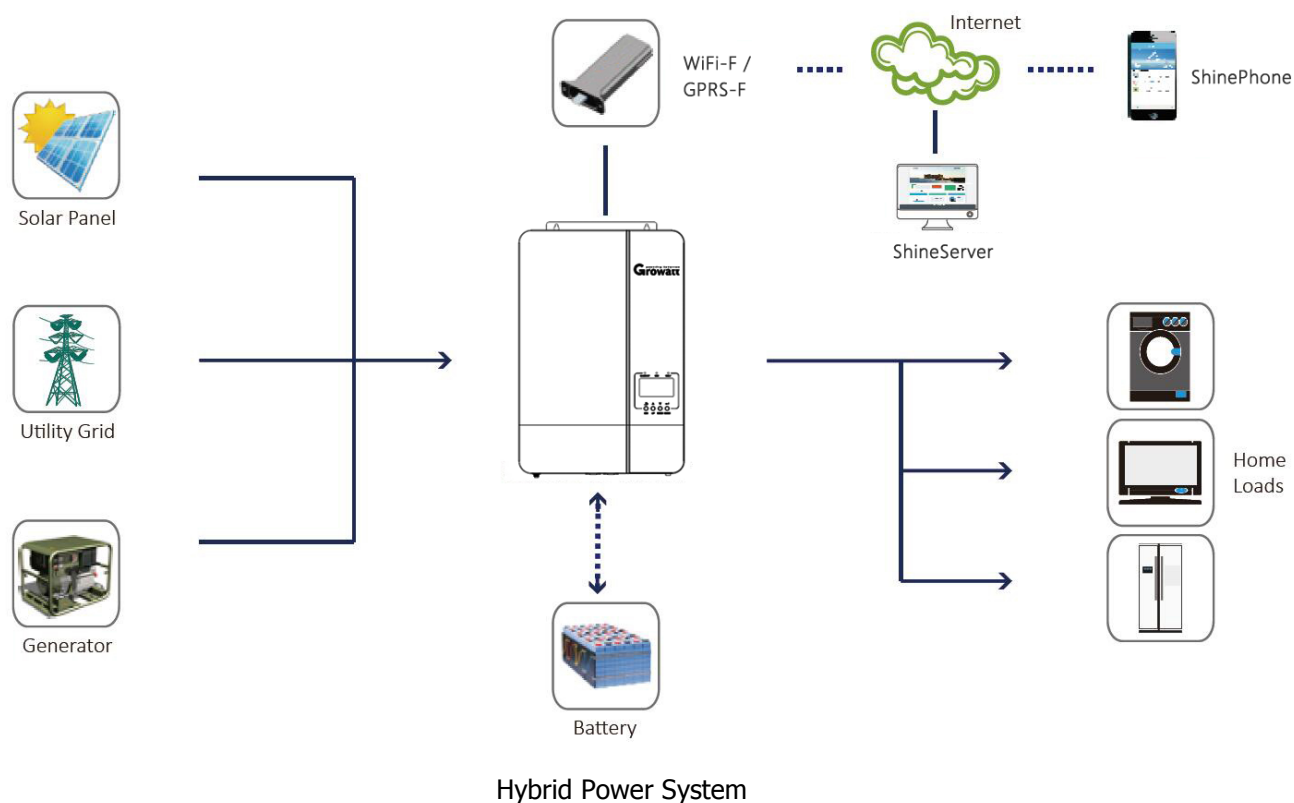 Internet
WiFi-F /
GPRS-F
ShinePhone
Solar Panel
Growatt
ShineServer
Utility Grid
Home
Loads
Generator
Battery
Hybrid Power System